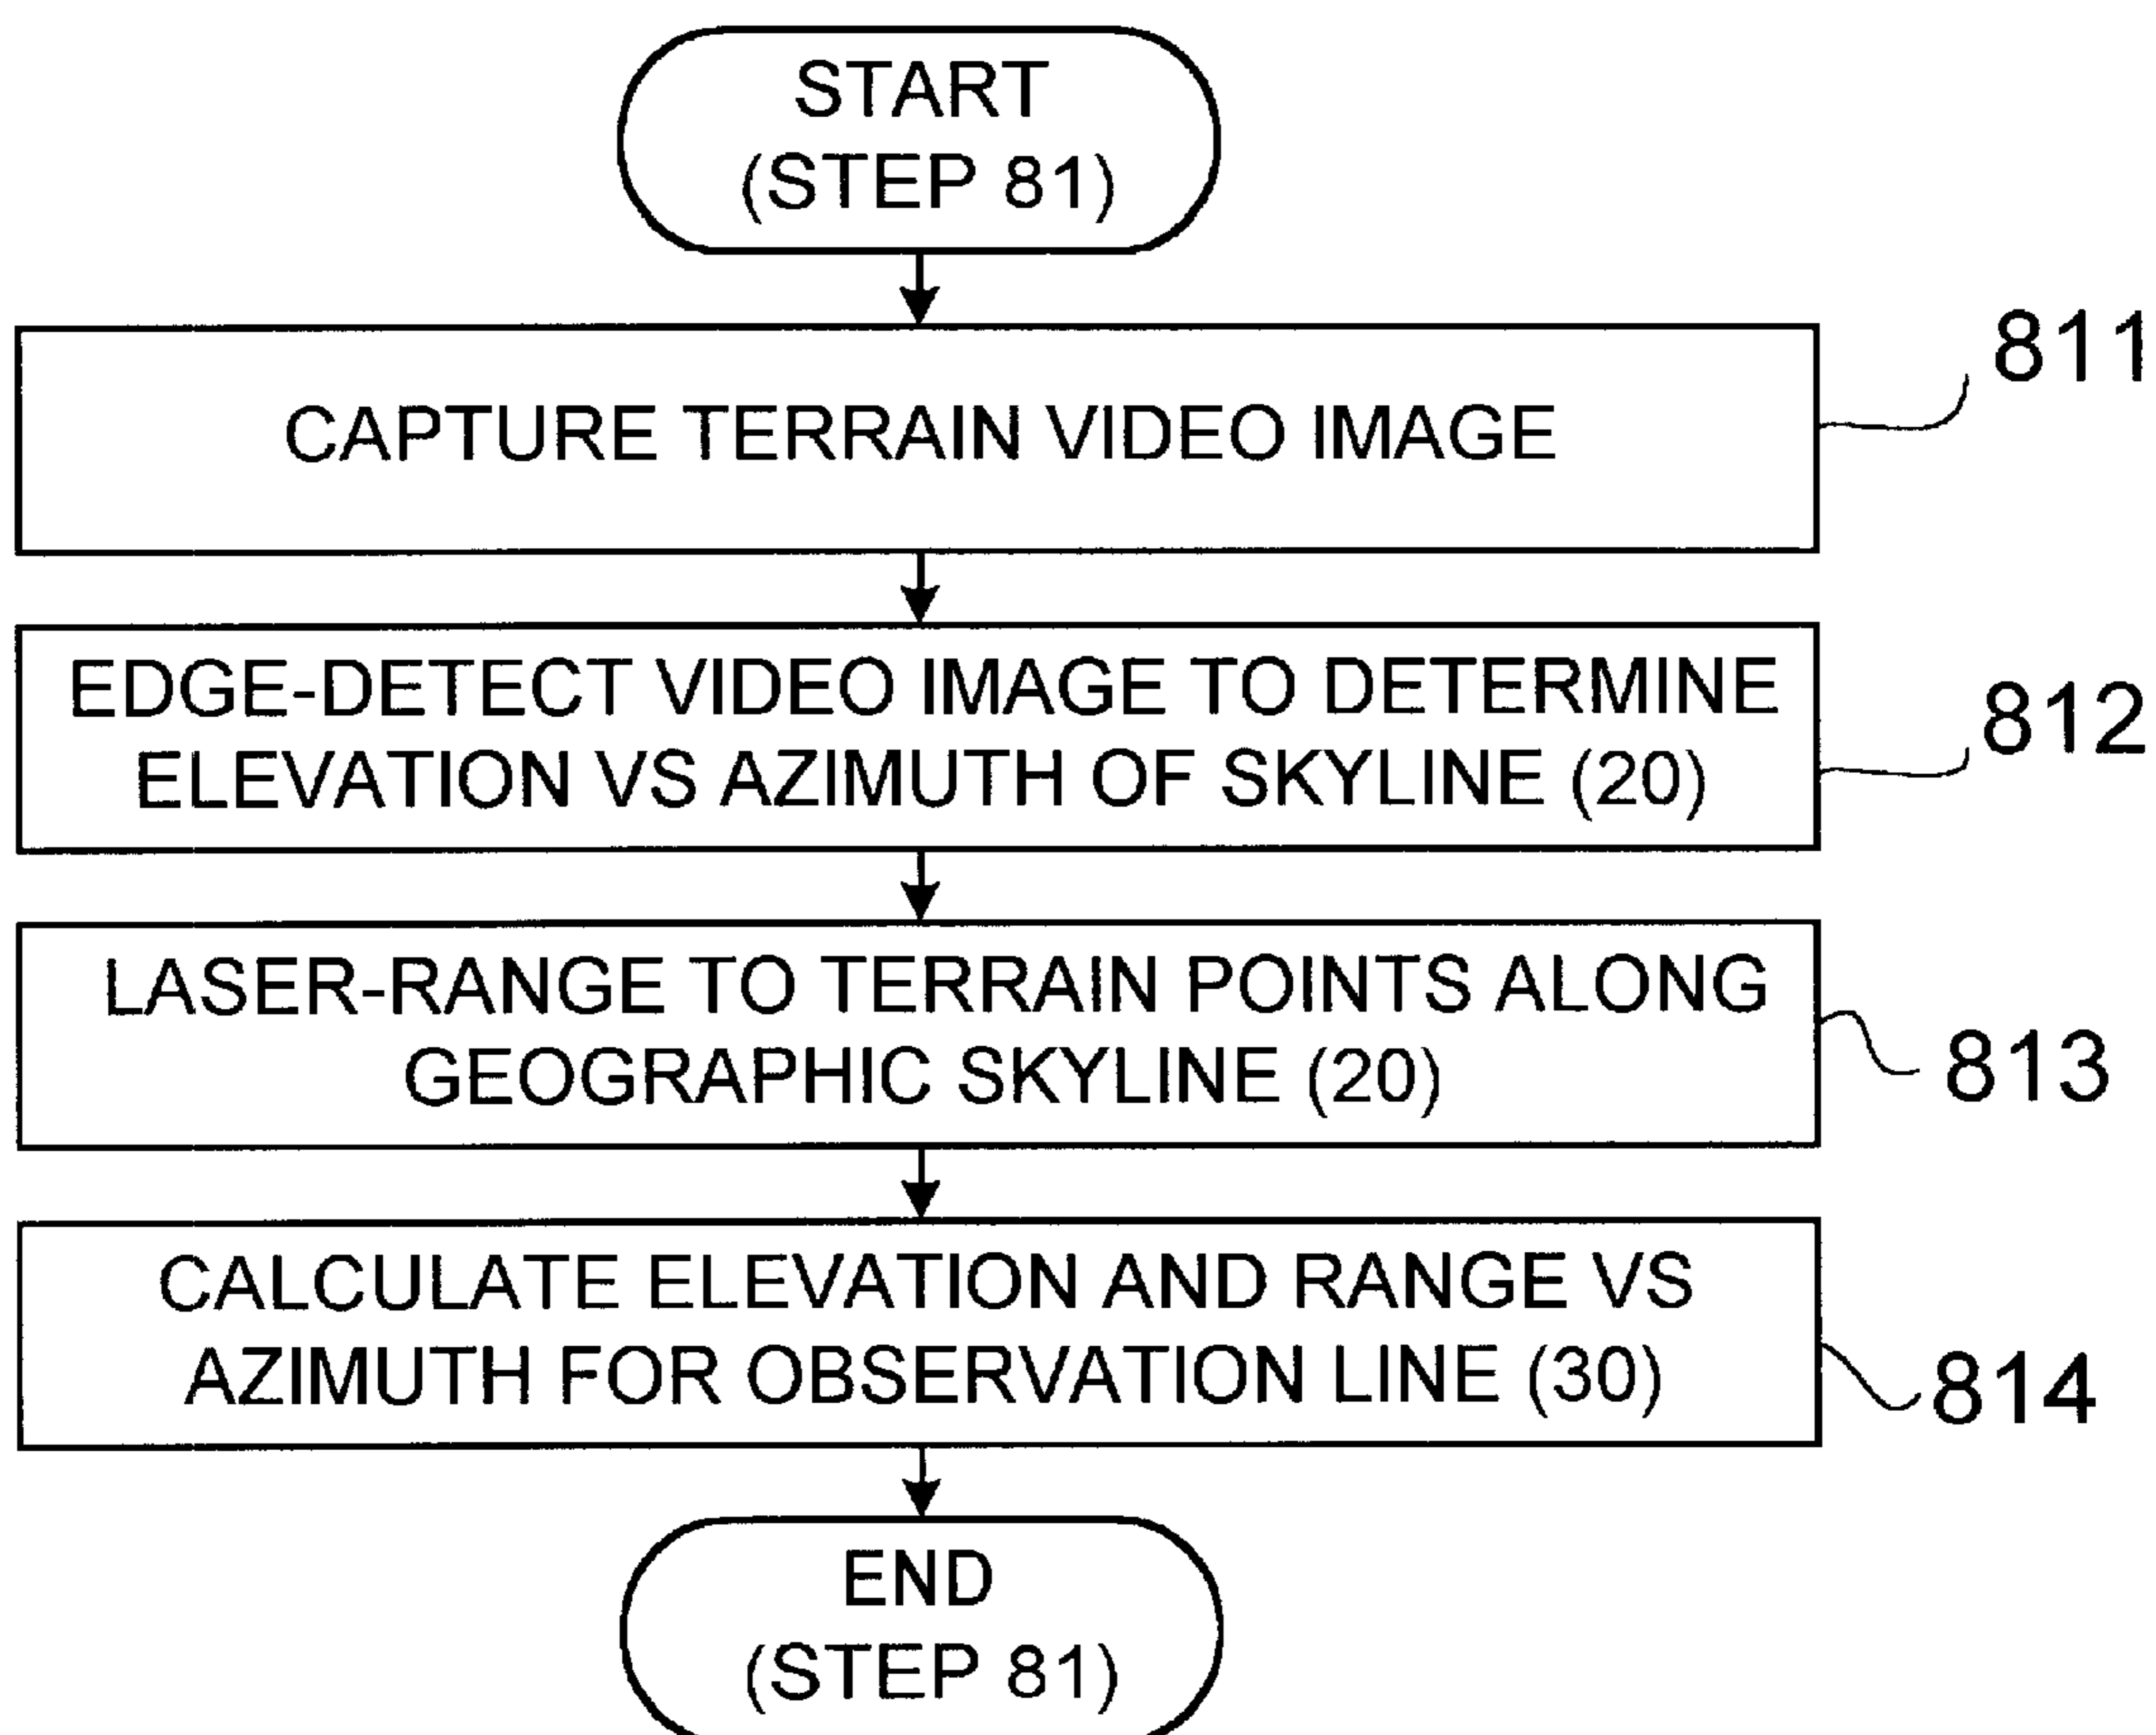 START
(STEP 81)
811
CAPTURE TERRAIN VIDEO IMAGE
EDGE-DETECT VIDEO IMAGE TO DETERMINE
ELEVATION VS AZIMUTH OF SKYLINE (20)
812
LASER-RANGE TO TERRAIN POINTS ALONG
GEOGRAPHIC SKYLINE (20)
813
CALCULATE ELEVATION AND RANGE VS
AZIMUTH FOR OBSERVATION LINE (30)
814
END
(STEP 81)